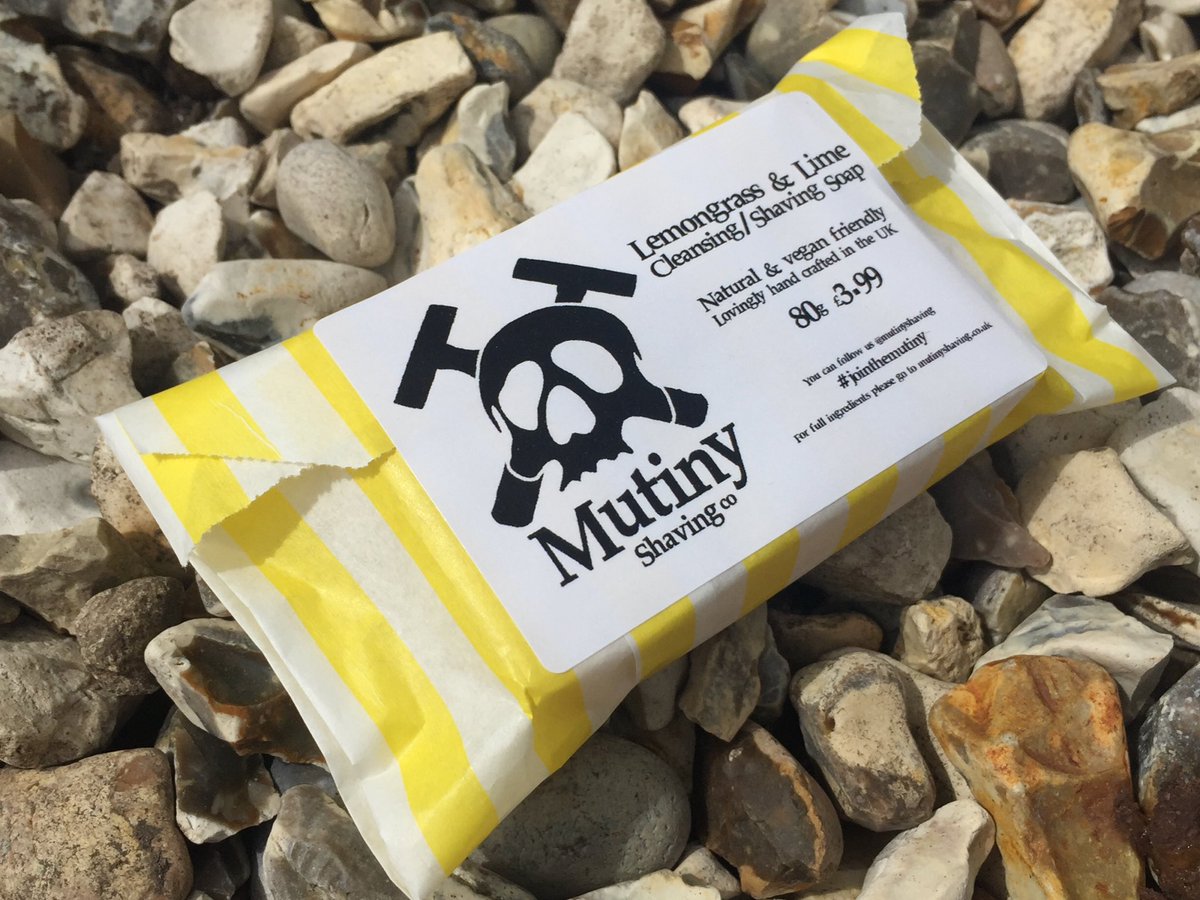 Lemongrass & Lime
Cleansing/Shaving Soap
Natural & vegan friendly
Lovingly hand crafted in the UK
80g £3.99
You can follow us @mutinyshaving
#jointhemutiny
For full ingredients please go to mutinyshaving.co.uk
Mutiny
Shaving co